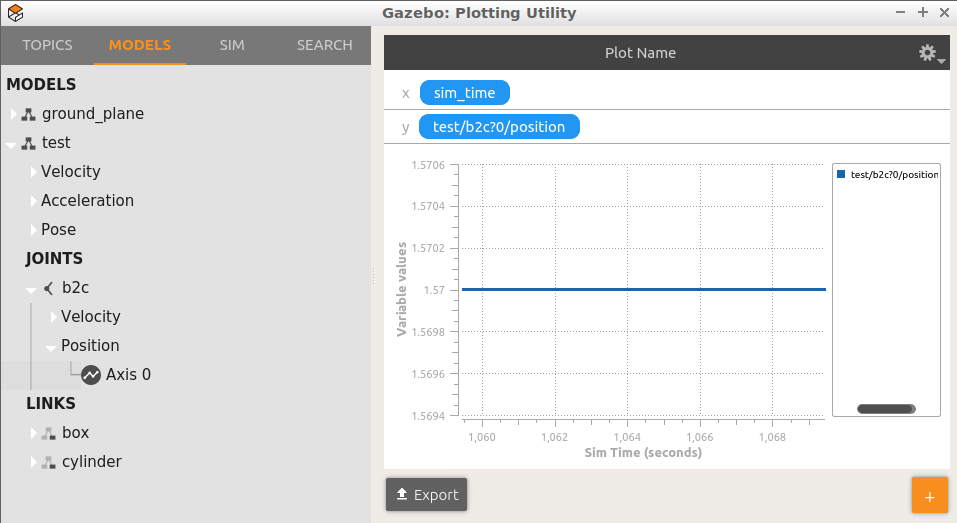 Gazebo: Plotting Utility
TOPICS MODELS SIM SEARCH
MODELS
ground_plane
test
Velocity
Acceleration
Pose
JOINTS
b2c
Velocity
Position
Axis 0
LINKS
box
cylinder
Plot Name
x sim_time
y test/b2c?0/position
1.5706
1.5704
1.5702
1.57
1.5698
1.5696
1.5694
Variable values
1,060 1,062 1,064 1,066 1,068
Sim Time (seconds)
test/b2c?0/position
Export
+